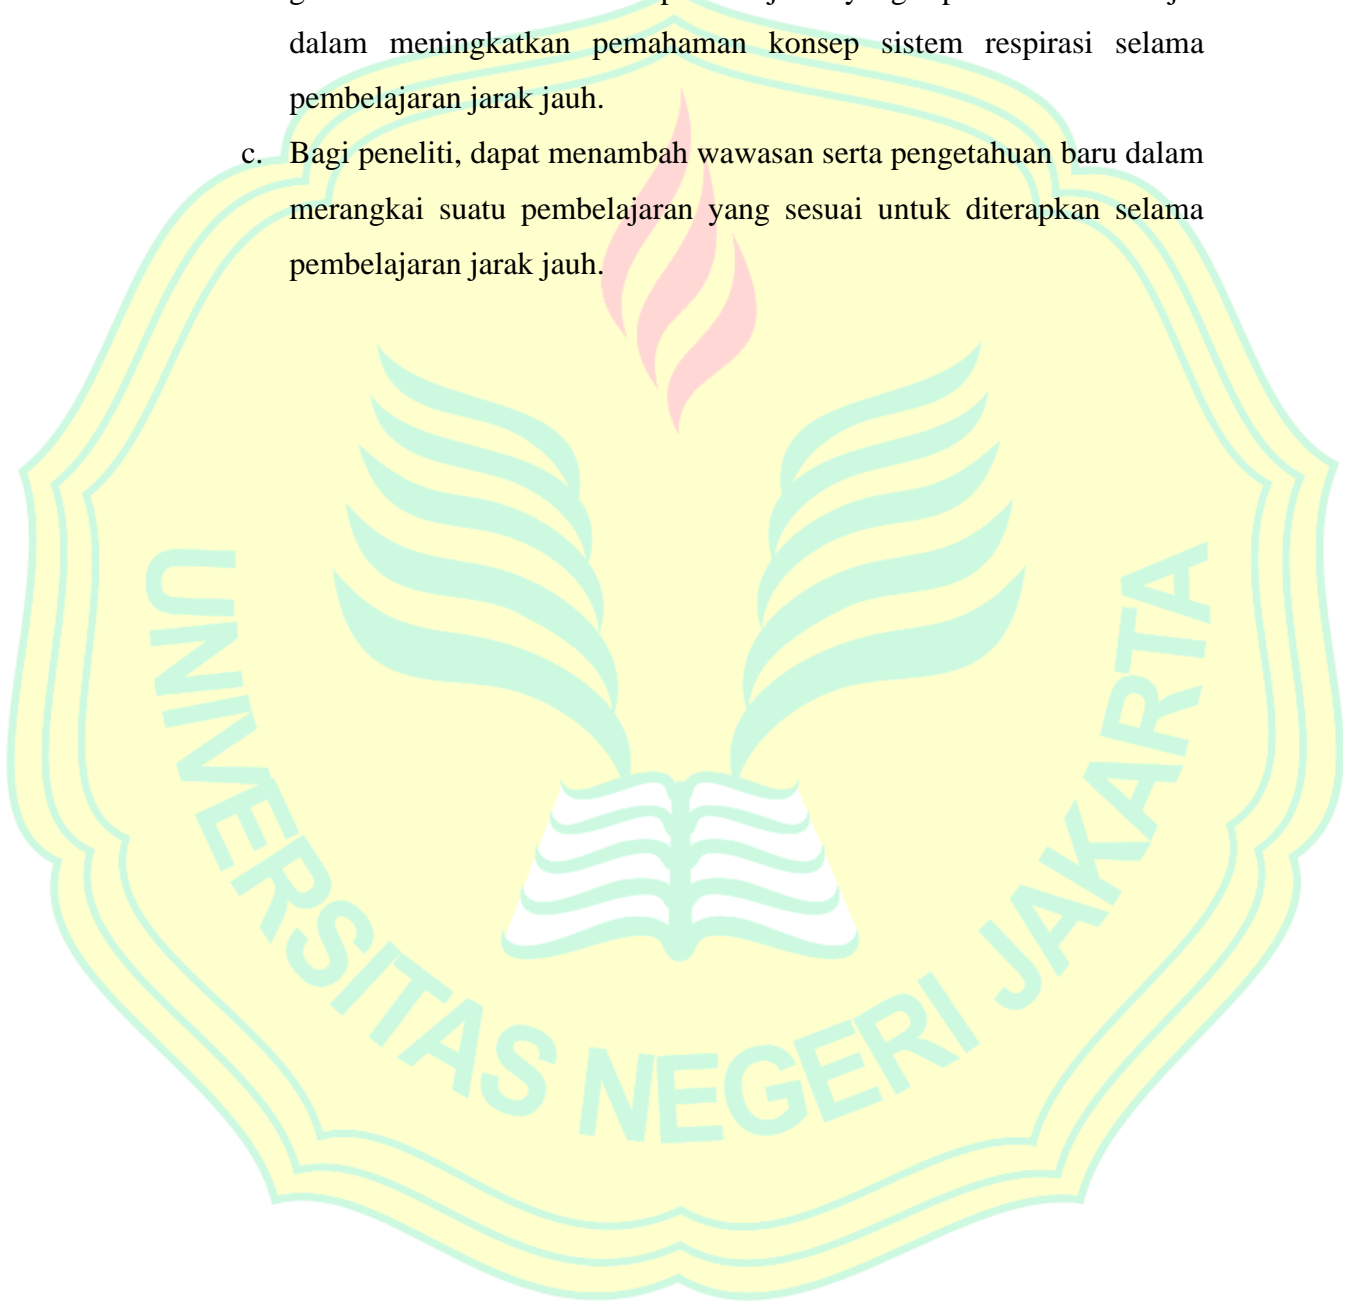 dalam meningkatkan pemahaman konsep sistem respirasi selama
pembelajaran jarak jauh.
c. Bagi peneliti, dapat menambah wawasan serta pengetahuan baru dalam
merangkai suatu pembelajaran yang sesuai untuk diterapkan selama
pembelajaran jarak jauh.
UNIVERSITAS NEGERI JAKARTA